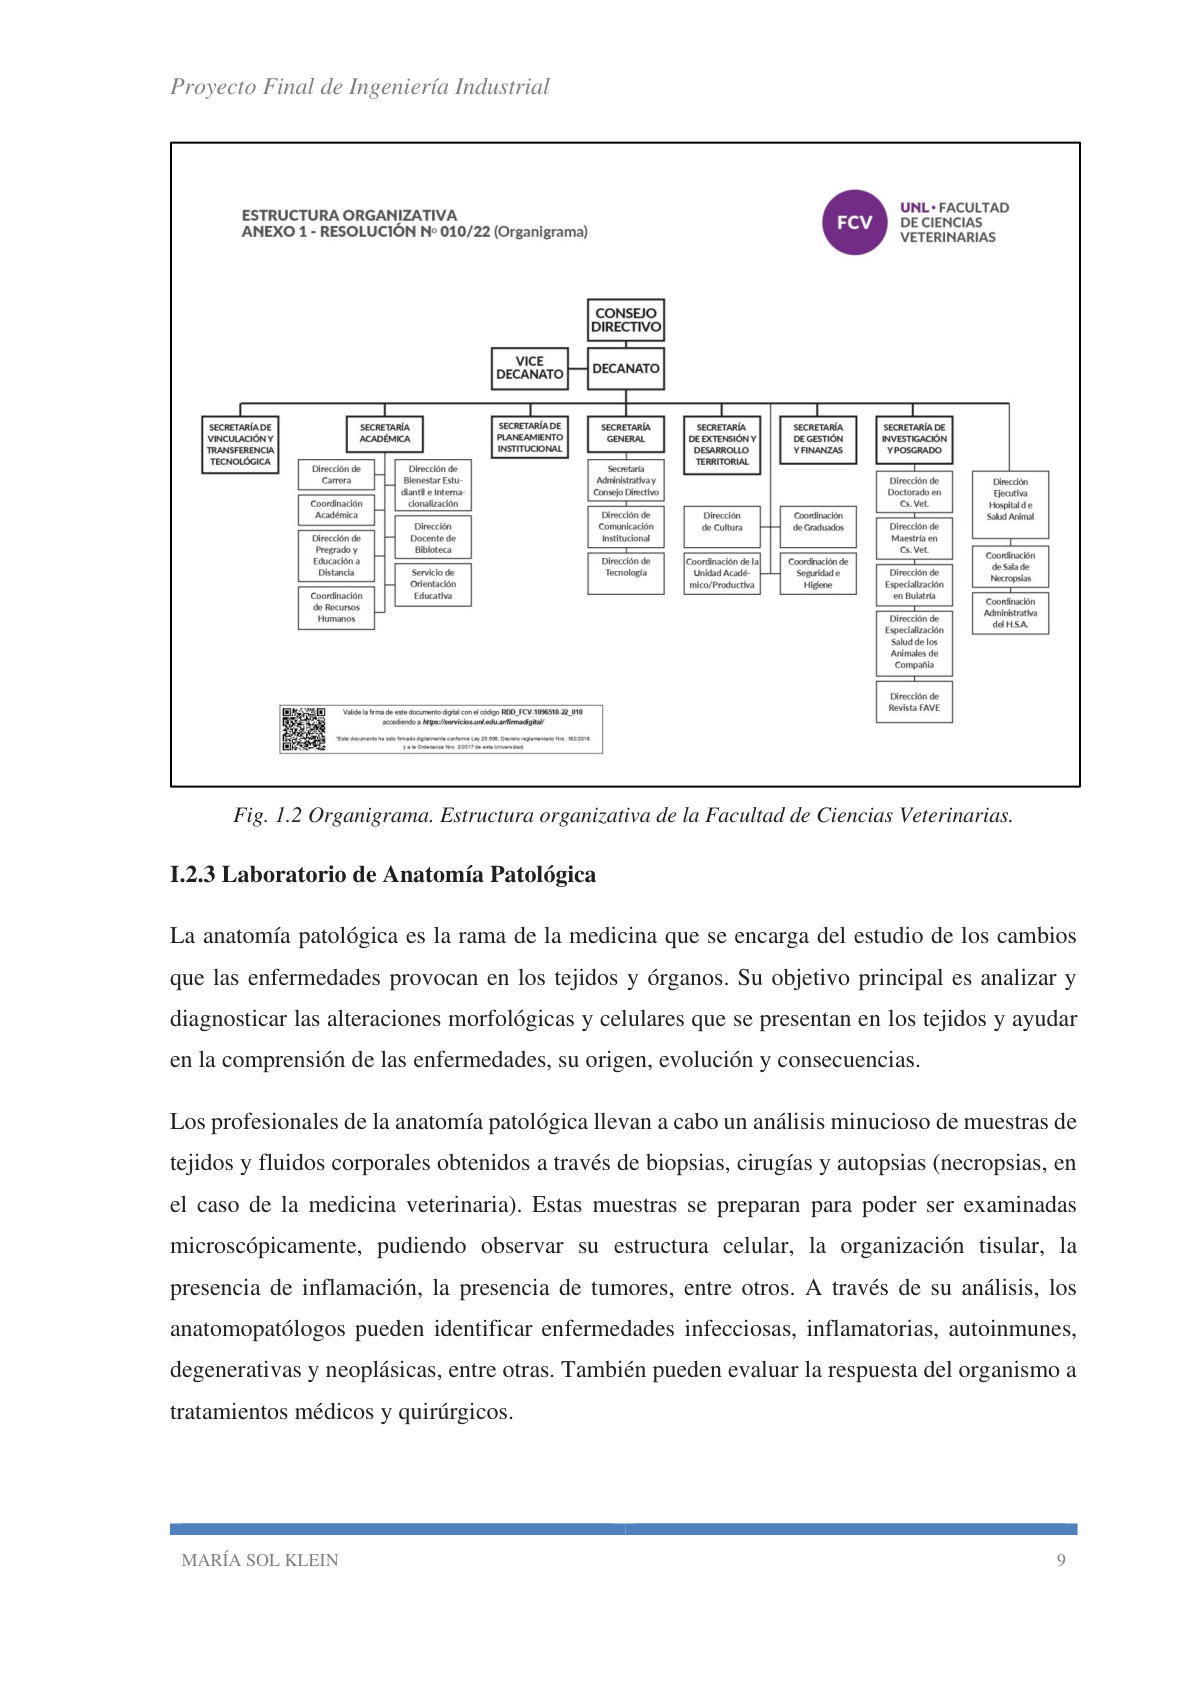 Proyecto Final de Ingeniería Industrial
ESTRUCTURA ORGANIZATIVA
ANEXO 1 - RESOLUCIÓN Nº 010/22 (Organigrama)
FCV
UNL • FACULTAD
DE CIENCIAS
VETERINARIAS
CONSEJO
DIRECTIVO
VICE
DECANATO
DECANATO
SECRETARÍA DE
VINCULACIÓN Y
TRANSFERENCIA
TECNOLÓGICA
SECRETARÍA
ACADÉMICA
SECRETARÍA DE
PLANEAMIENTO
INSTITUCIONAL
SECRETARÍA
GENERAL
SECRETARÍA
DE EXTENSIÓN Y
DESARROLLO
TERRITORIAL
SECRETARÍA
DE GESTIÓN
Y FINANZAS
SECRETARÍA DE
INVESTIGACIÓN
Y POSGRADO
Dirección de
Carrera
Coordinación
Académica
Dirección de
Pregrado y
Educación a
Distancia
Coordinación
de Recursos
Humanos
Dirección de
Bienestar Estu-
diantil e Interna-
cionalización
Dirección
Docente de
Bibloteca
Servicio de
Orientación
Educativa
Secretaría
Administrativa y
Consejo Directivo
Dirección de
Comunicación
Institucional
Dirección de
Tecnología
Dirección
de Cultura
Coordinación de la
Unidad Acadé-
mico/Productiva
Coordinación
de Graduados
Coordinación de
Seguridad e
Higiene
Dirección de
Doctorado en
Cs. Vet.
Dirección de
Maestría en
Cs. Vet.
Dirección de
Especialización
en Buiatría
Dirección de
Especialización
Salud de los
Animales de
Compañia
Dirección de
Revista FAVE
Dirección
Ejecutiva
Hospital de
Salud Animal
Coordinación
de Sala de
Necropsias
Coordinación
Administrativa
del H.S.A.
Valide la firma de este documento digital con el código RDD_FCV-1096510-22_010
accediendo a https://servicios.unl.edu.ar/firmadigital/
*Este documento ha sido firmado digitalmente conforme Ley 25.506, Decreto reglamentario Nro. 182/2019
y a la Ordenanza Nro. 2/2017 de esta Universidad.
Fig. 1.2 Organigrama. Estructura organizativa de la Facultad de Ciencias Veterinarias.
I.2.3 Laboratorio de Anatomía Patológica
La anatomía patológica es la rama de la medicina que se encarga del estudio de los cambios
que las enfermedades provocan en los tejidos y órganos. Su objetivo principal es analizar y
diagnosticar las alteraciones morfológicas y celulares que se presentan en los tejidos y ayudar
en la comprensión de las enfermedades, su origen, evolución y consecuencias.
Los profesionales de la anatomía patológica llevan a cabo un análisis minucioso de muestras de
tejidos y fluidos corporales obtenidos a través de biopsias, cirugías y autopsias (necropsias, en
el caso de la medicina veterinaria). Estas muestras se preparan para poder ser examinadas
microscópicamente, pudiendo observar su estructura celular, la organización tisular, la
presencia de inflamación, la presencia de tumores, entre otros. A través de su análisis, los
anatomopatólogos pueden identificar enfermedades infecciosas, inflamatorias, autoinmunes,
degenerativas y neoplásicas, entre otras. También pueden evaluar la respuesta del organismo a
tratamientos médicos y quirúrgicos.
MARÍA SOL KLEIN
9